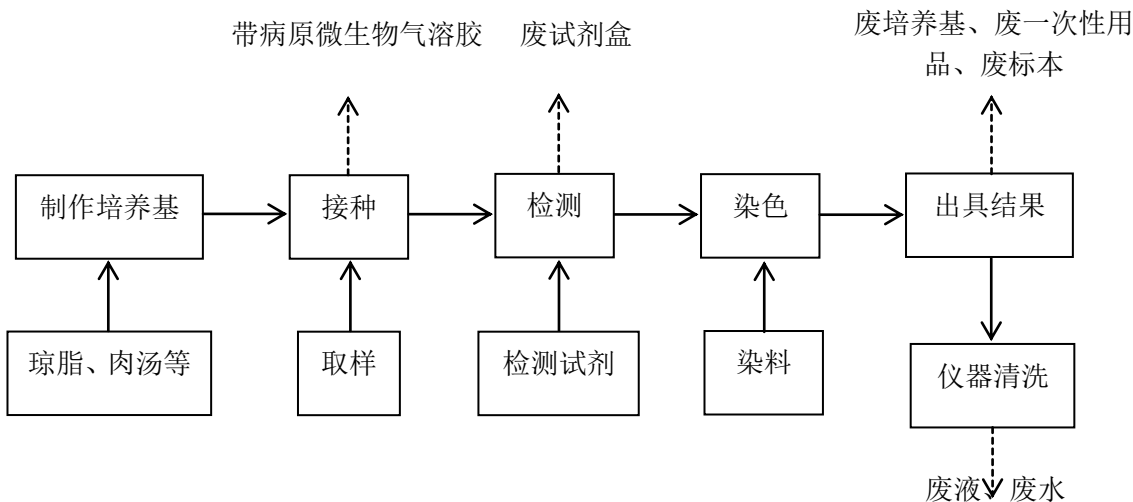 带病原微生物气溶胶
废试剂盒
废培养基、废一次性用
品、废标本
制作培养基
接种
检测
染色
出具结果
琼脂、肉汤等
取样
检测试剂
染料
仪器清洗
废液、废水